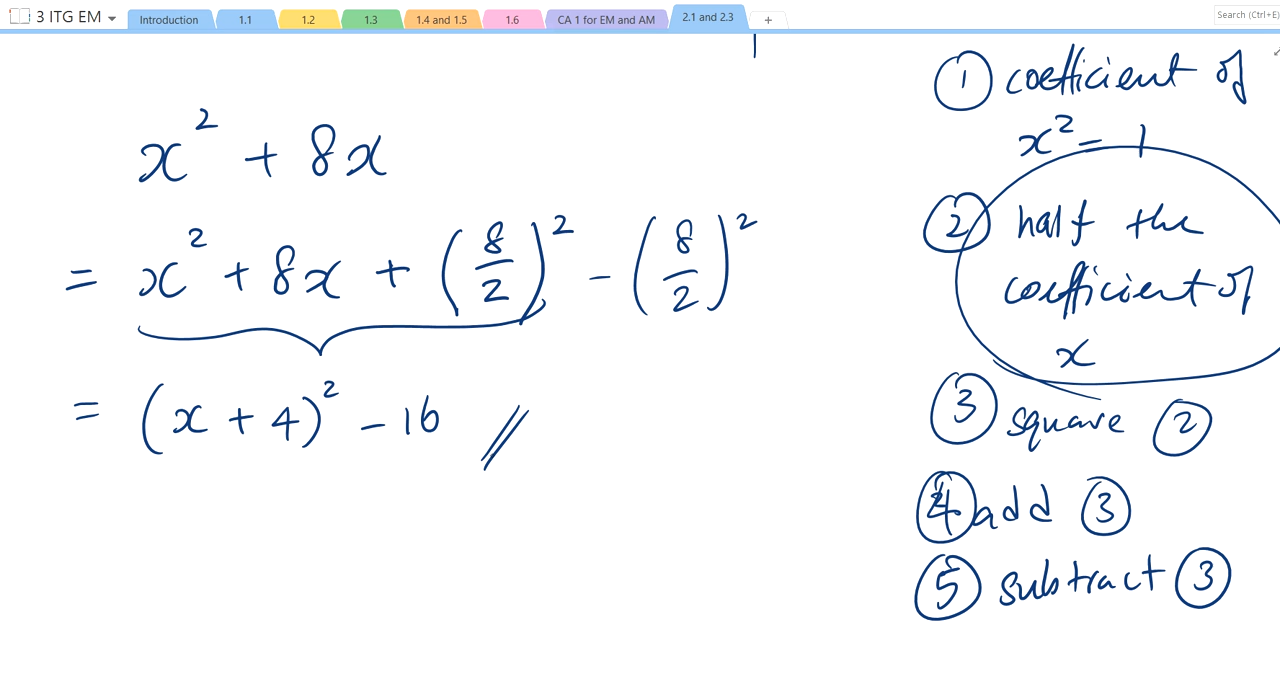 3 ITG EM
Introduction
1.1
1.2
1.3
1.4 and 1.5
1.6
CA 1 for EM and AM
2.1 and 2.3
+
Search (Ctrl+E)
x² + 8x
= x² + 8x + (8/2)² - (8/2)²
= (x + 4)² - 16 //
① coefficient of
x² = 1
② half the
coefficient of
x
③ square ②
④ add ③
⑤ subtract ③